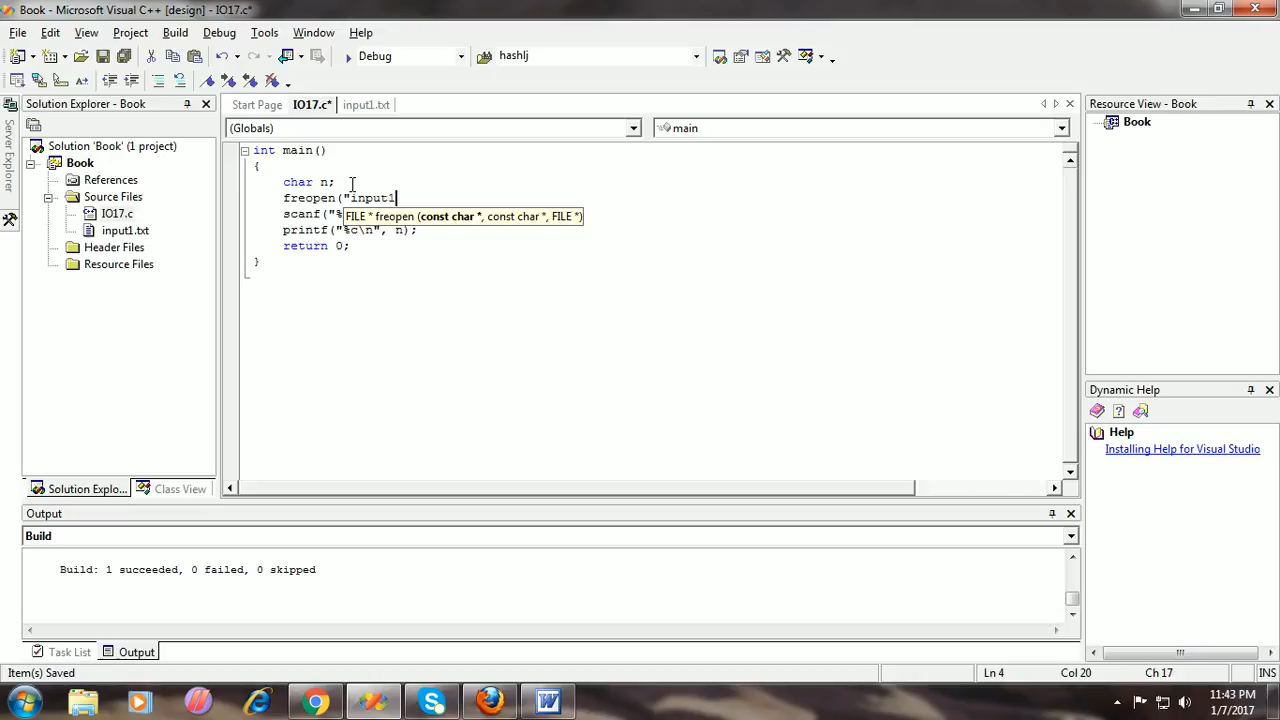 Book - Microsoft Visual C++ [design] - IO17.c*
File Edit View Project Build Debug Tools Window Help
Debug hashlj
Solution Explorer - Book
Start Page IO17.c* input1.txt
Resource View - Book
Server Explorer
(Globals) main
Book
Solution 'Book' (1 project)
Book
References
Source Files
IO17.c
input1.txt
Header Files
Resource Files
int main()
{
char n;
freopen("input1
scanf("%
FILE * freopen (const char *, const char *, FILE *)
printf("%c\n", n);
return 0;
}
Dynamic Help
Help
Installing Help for Visual Studio
Solution Explo... Class View
Output
Build
Build: 1 succeeded, 0 failed, 0 skipped
Task List Output
Item(s) Saved Ln 4 Col 20 Ch 17 INS
11:43 PM
1/7/2017